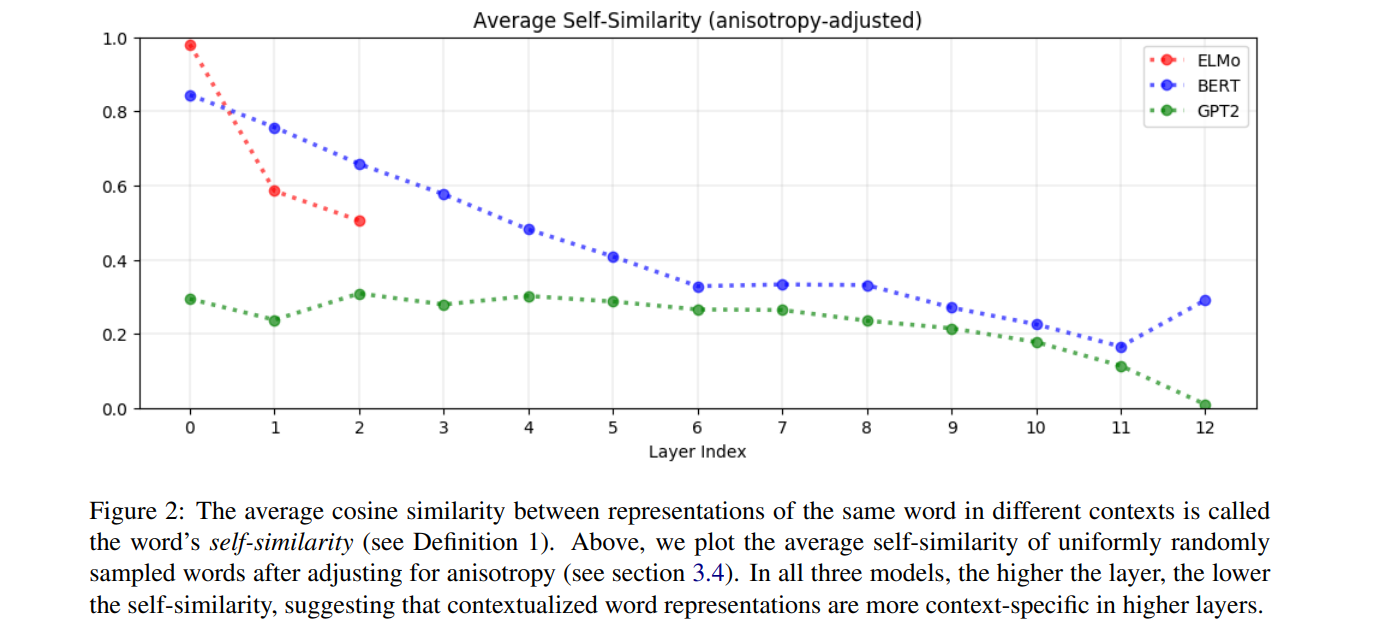 Average Self-Similarity (anisotropy-adjusted)
1.0
0.8
0.6
0.4
0.2
0.0
ELMo
BERT
GPT2
0 1 2 3 4 5 6 7 8 9 10 11 12
Layer Index
Figure 2: The average cosine similarity between representations of the same word in different contexts is called
the word’s self-similarity (see Definition 1). Above, we plot the average self-similarity of uniformly randomly
sampled words after adjusting for anisotropy (see section 3.4). In all three models, the higher the layer, the lower
the self-similarity, suggesting that contextualized word representations are more context-specific in higher layers.